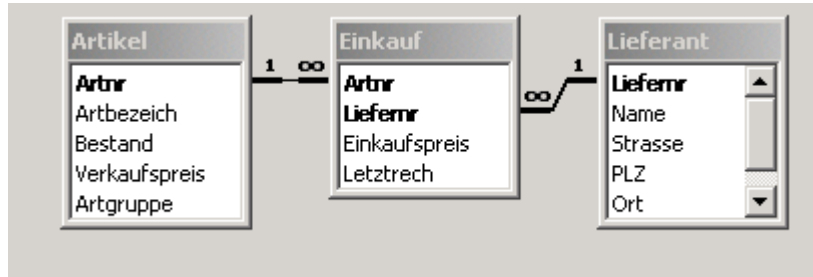 Artikel
Artnr
Artbezeich
Bestand
Verkaufspreis
Artgruppe
1 ∞
Einkauf
Artnr
Liefernr
Einkaufspreis
Letztrech
∞ 1
Lieferant
Liefernr
Name
Strasse
PLZ
Ort